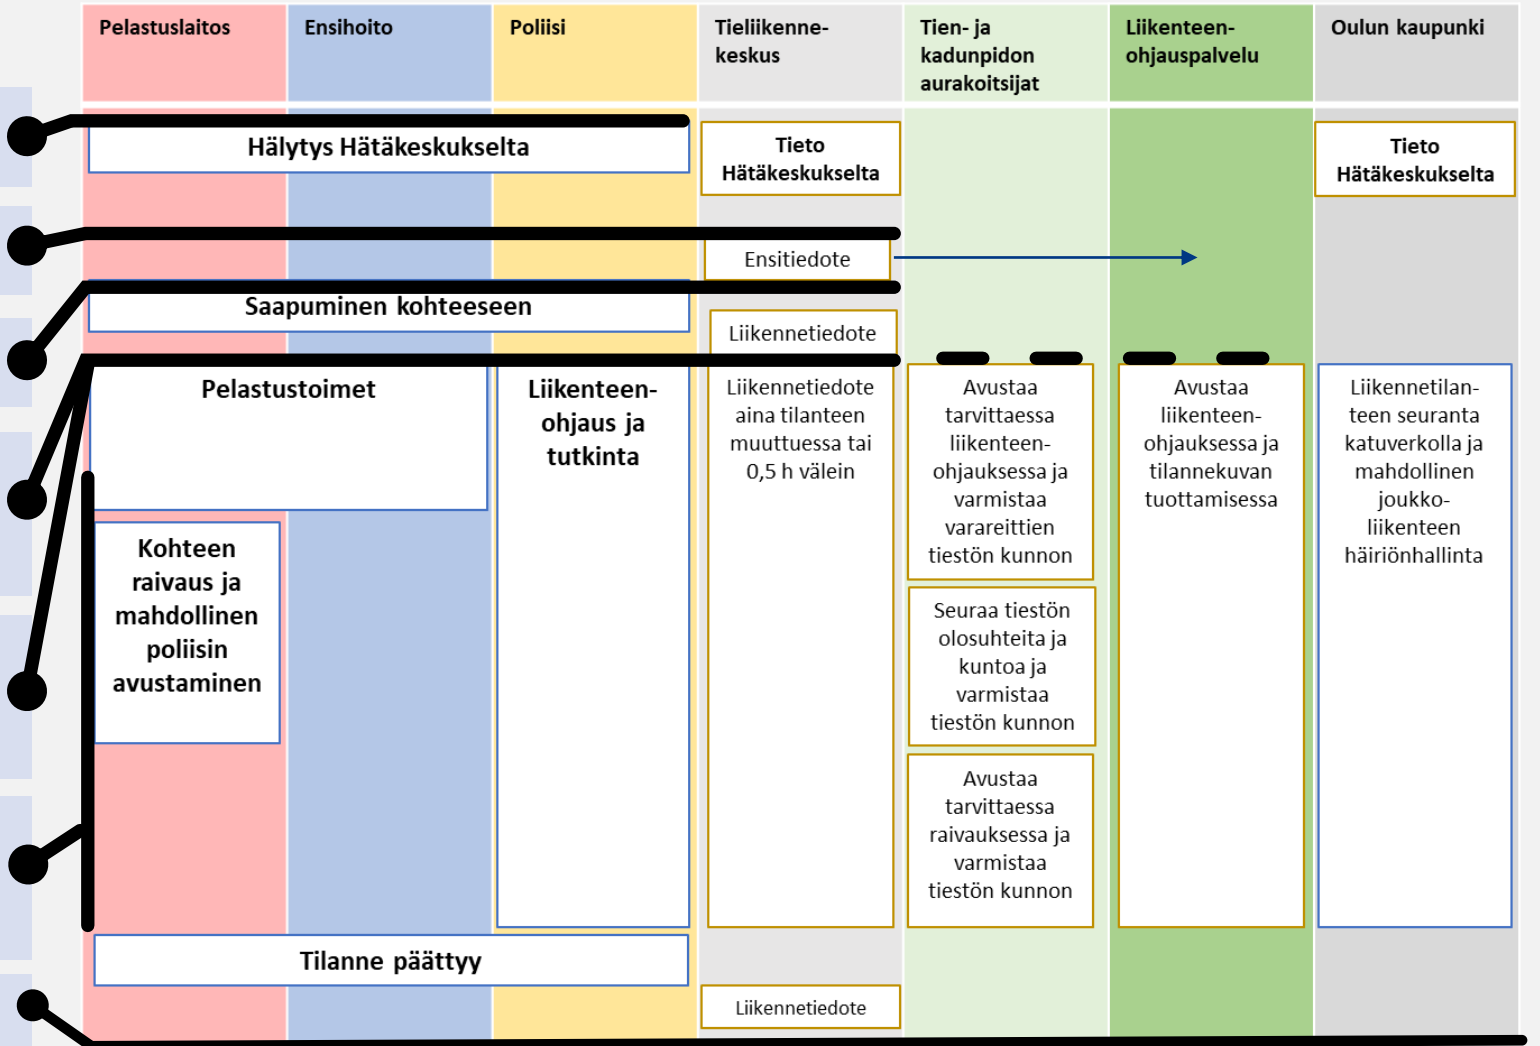 Pelastuslaitos
Ensihoito
Poliisi
Tieliikenne-
keskus
Tien- ja
kadunpidon
aurakoitsijat
Liikenteen-
ohjauspalvelu
Oulun kaupunki
Hälytys Hätäkeskukselta
Tieto
Hätäkeskukselta
Tieto
Hätäkeskukselta
Ensitiedote
Saapuminen kohteeseen
Liikennetiedote
Pelastustoimet
Liikenteen-
ohjaus ja
tutkinta
Liikennetiedote
aina tilanteen
muuttuessa tai
0,5 h välein
Avustaa
tarvittaessa
liikenteen-
ohjauksessa ja
varmistaa
varareittien
tiestön kunnon
Avustaa
liikenteen-
ohjauksessa ja
tilannekuvan
tuottamisessa
Liikennetilan-
teen seuranta
katuverkolla ja
mahdollinen
joukko-
liikenteen
häiriönhallinta
Kohteen
raivaus ja
mahdollinen
poliisin
avustaminen
Seuraa tiestön
olosuhteita ja
kuntoa ja
varmistaa
tiestön kunnon
Avustaa
tarvittaessa
raivauksessa ja
varmistaa
tiestön kunnon
Tilanne päättyy
Liikennetiedote